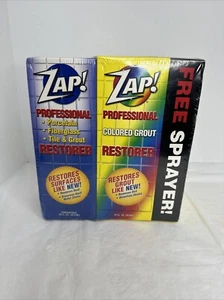 ZAP!
PROFESSIONAL
• Porcelain
• Fiberglass
• Tile & Grout
RESTORER
RESTORES
SURFACES
LIKE NEW!
ZAP!
PROFESSIONAL
COLORED GROUT
RESTORER
RESTORES
GROUT
LIKE NEW!
FREE SPRAYER!